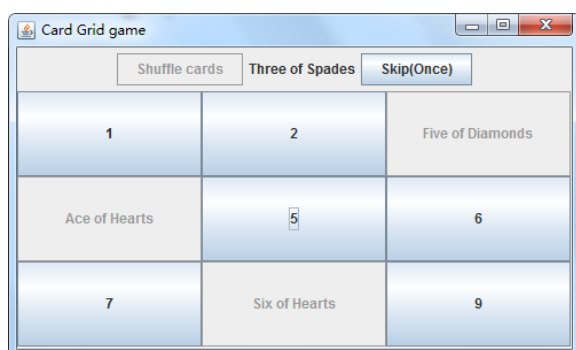 Card Grid game
Shuffle cards Three of Spades Skip(Once)
1 2 Five of Diamonds
Ace of Hearts 5 6
7 Six of Hearts 9